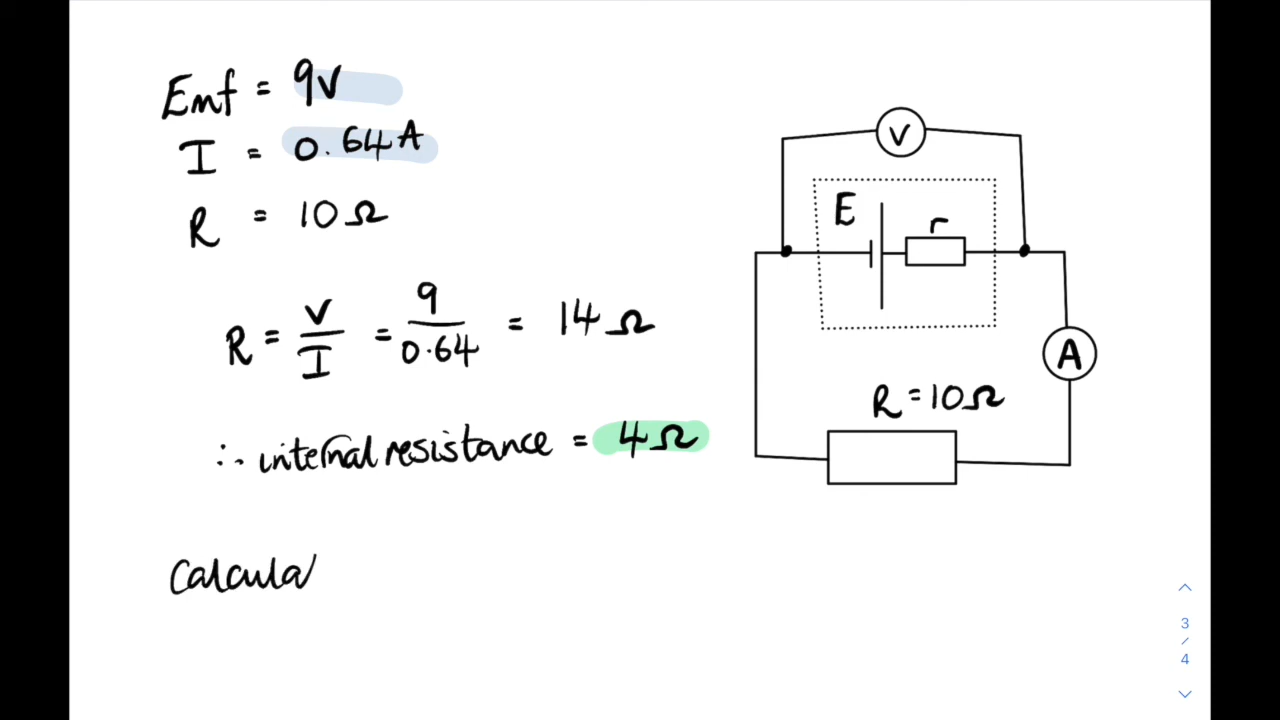 Emf = 9V
I = 0.64A
R = 10Ω
R = V/I = 9/0.64 = 14Ω
∴ internal resistance = 4Ω
Calcula
V
E
r
A
R = 10Ω
3
/
4